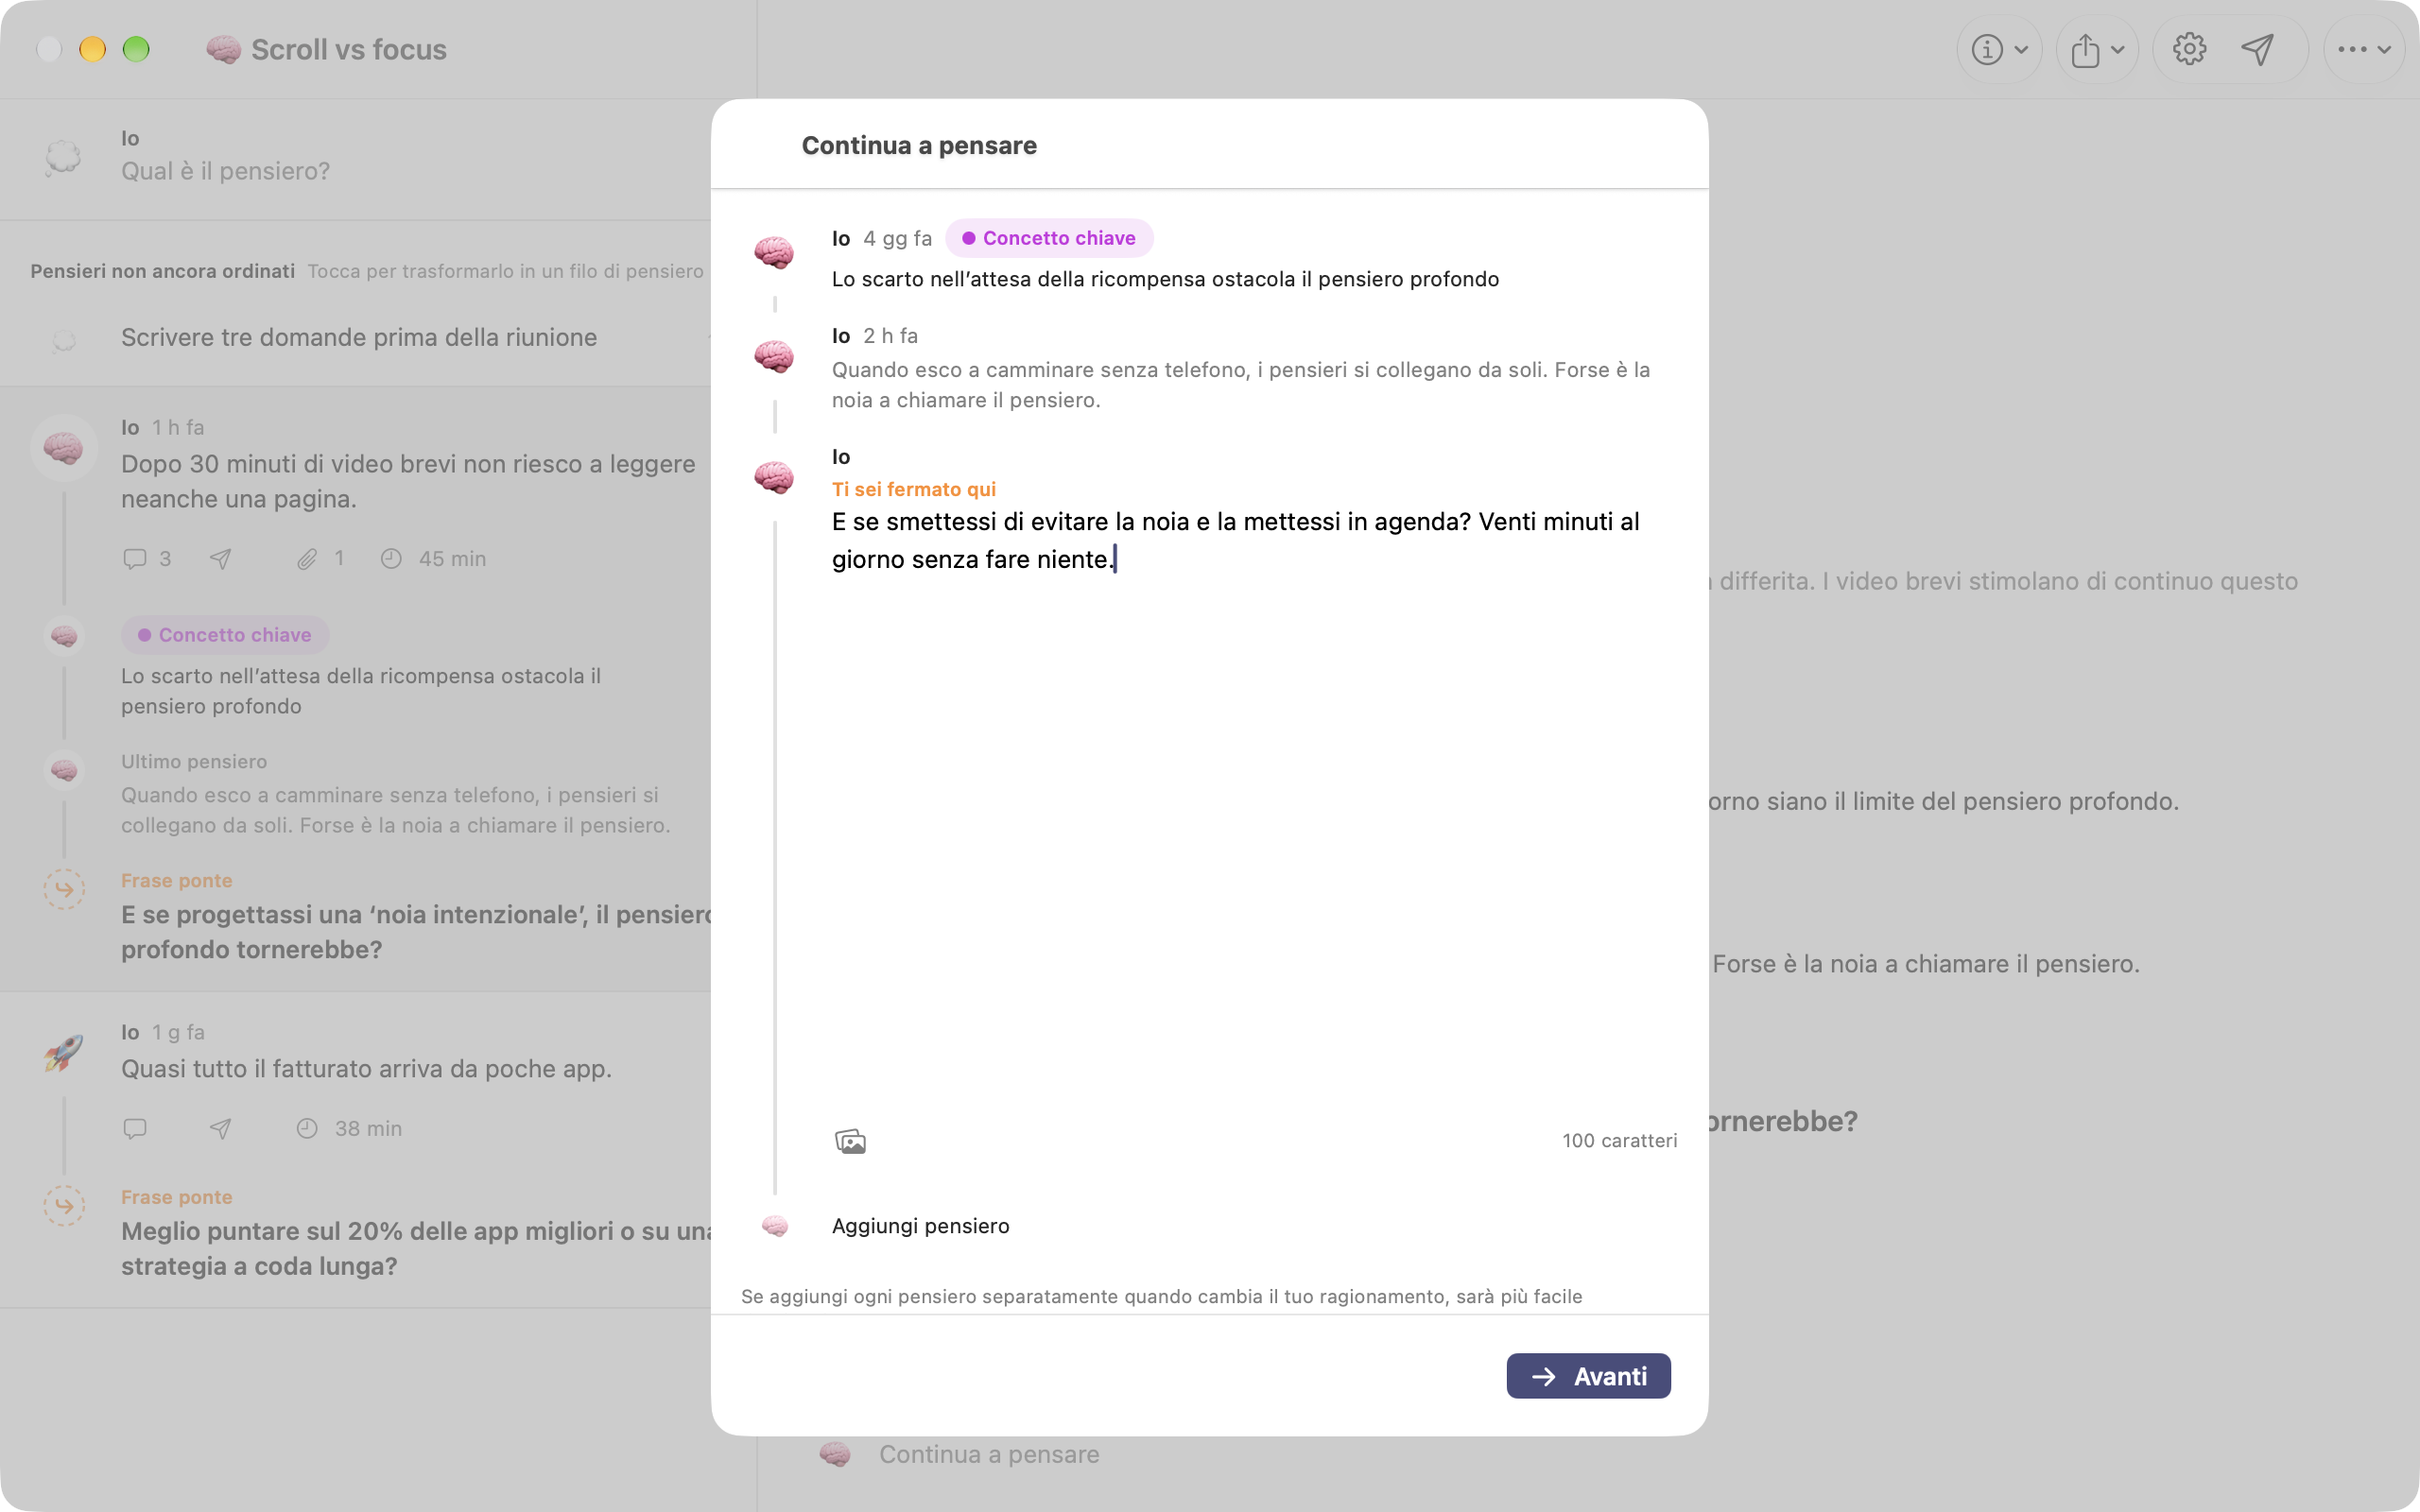 Scroll vs focus
Io
Qual è il pensiero?
Pensieri non ancora ordinati Tocca per trasformarlo in un filo di pensiero
Scrivere tre domande prima della riunione
Io 1 h fa
Dopo 30 minuti di video brevi non riesco a leggere
neanche una pagina.
3 1 45 min
Concetto chiave
Lo scarto nell’attesa della ricompensa ostacola il
pensiero profondo
Ultimo pensiero
Quando esco a camminare senza telefono, i pensieri si
collegano da soli. Forse è la noia a chiamare il pensiero.
Frase ponte
E se progettassi una ‘noia intenzionale’, il pensiero
profondo tornerebbe?
Io 1 g fa
Quasi tutto il fatturato arriva da poche app.
38 min
Frase ponte
Meglio puntare sul 20% delle app migliori o su una
strategia a coda lunga?
Continua a pensare
Io 4 gg fa Concetto chiave
Lo scarto nell’attesa della ricompensa ostacola il pensiero profondo
Io 2 h fa
Quando esco a camminare senza telefono, i pensieri si collegano da soli. Forse è la
noia a chiamare il pensiero.
Io
Ti sei fermato qui
E se smettessi di evitare la noia e la mettessi in agenda? Venti minuti al
giorno senza fare niente.
100 caratteri
Aggiungi pensiero
Se aggiungi ogni pensiero separatamente quando cambia il tuo ragionamento, sarà più facile
Avanti
differita. I video brevi stimolano di continuo questo
orno siano il limite del pensiero profondo.
Forse è la noia a chiamare il pensiero.
ornerebbe?
Continua a pensare